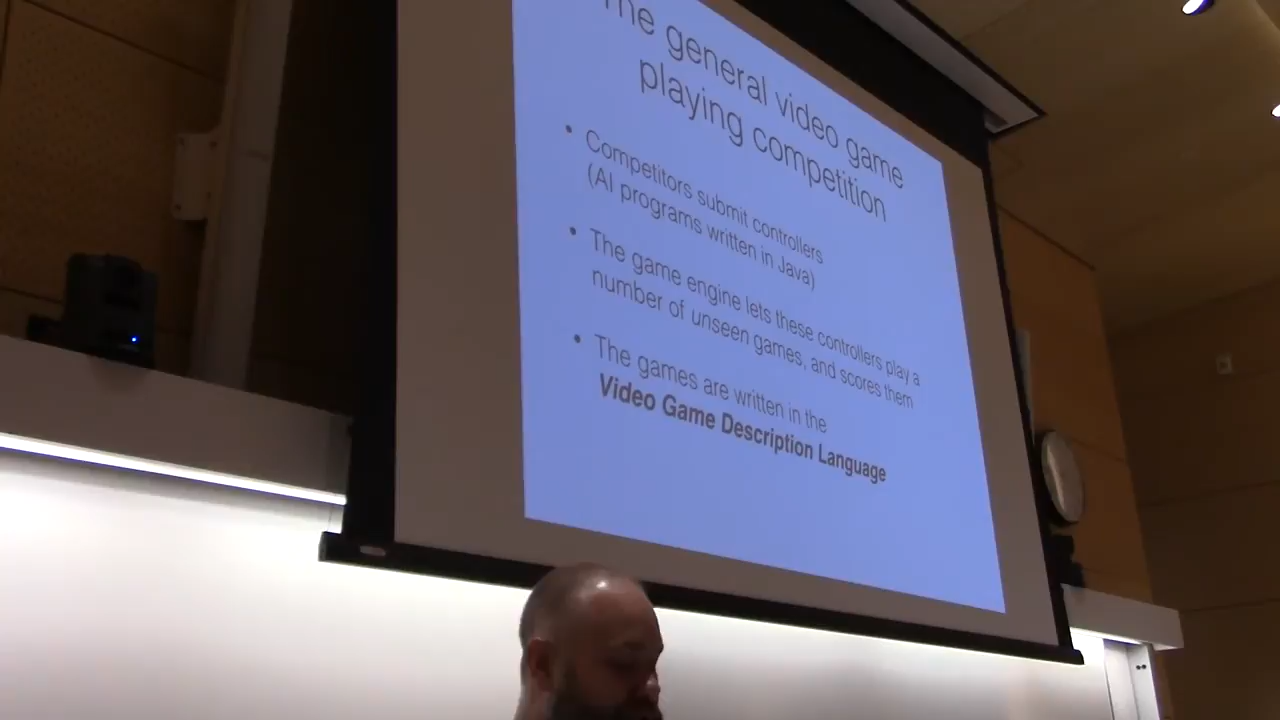 The general video game
playing competition
• Competitors submit controllers
(AI programs written in Java)
• The game engine lets these controllers play a
number of unseen games, and scores them
• The games are written in the
Video Game Description Language